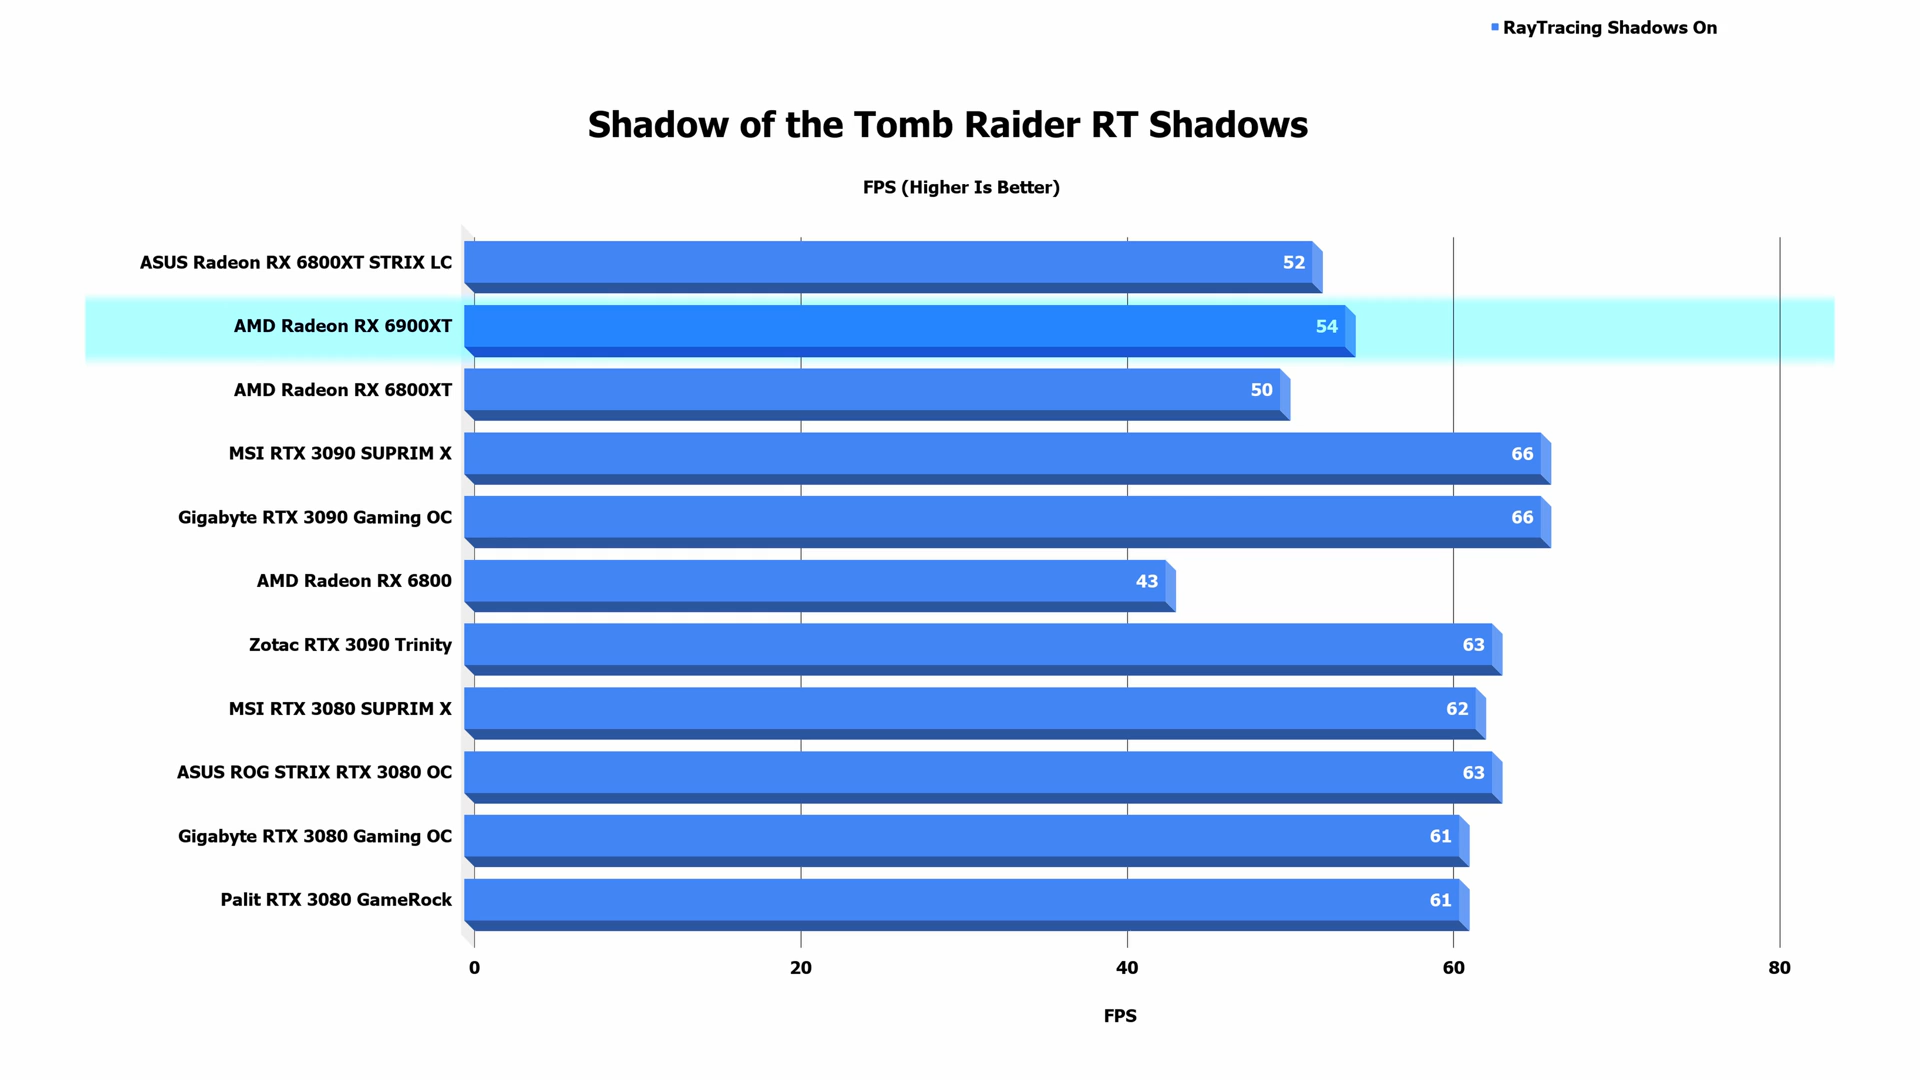 RayTracing Shadows On
Shadow of the Tomb Raider RT Shadows
FPS (Higher Is Better)
ASUS Radeon RX 6800XT STRIX LC 52
AMD Radeon RX 6900XT 54
AMD Radeon RX 6800XT 50
MSI RTX 3090 SUPRIM X 66
Gigabyte RTX 3090 Gaming OC 66
AMD Radeon RX 6800 43
Zotac RTX 3090 Trinity 63
MSI RTX 3080 SUPRIM X 62
ASUS ROG STRIX RTX 3080 OC 63
Gigabyte RTX 3080 Gaming OC 61
Palit RTX 3080 GameRock 61
0 20 40 60 80
FPS